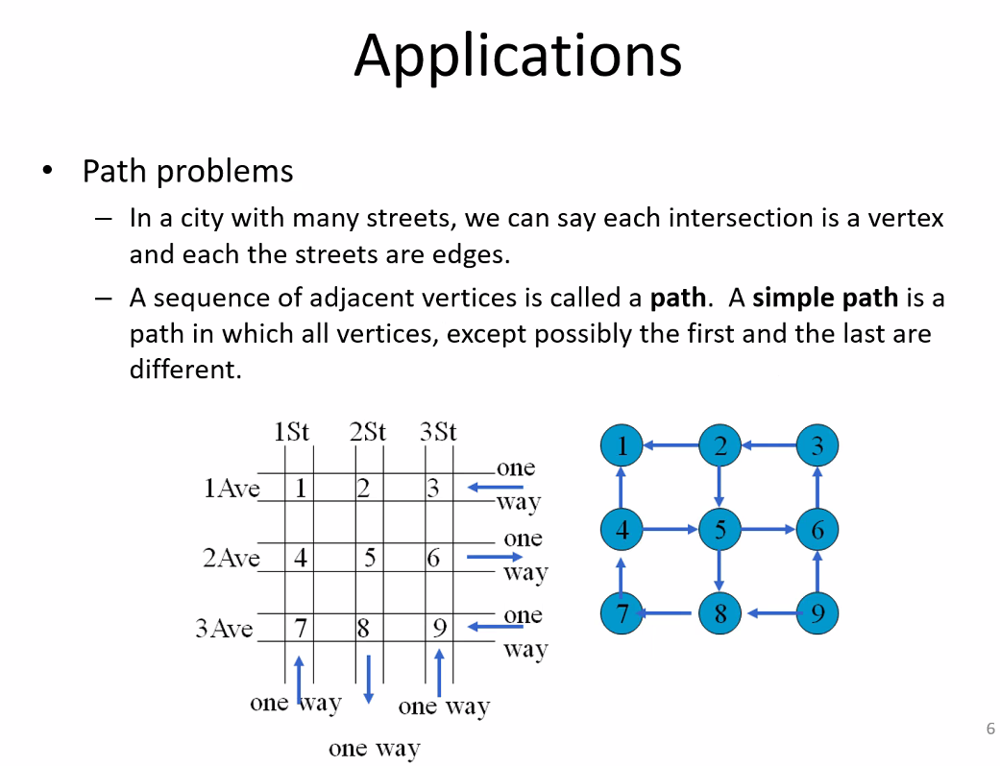 Applications
• Path problems
– In a city with many streets, we can say each intersection is a vertex
and each the streets are edges.
– A sequence of adjacent vertices is called a path. A simple path is a
path in which all vertices, except possibly the first and the last are
different.
1St 2St 3St
1Ave 1 2 3 one
way
2Ave 4 5 6 one
way
3Ave 7 8 9 one
way
one way one way
one way
1 2 3
4 5 6
7 8 9
6